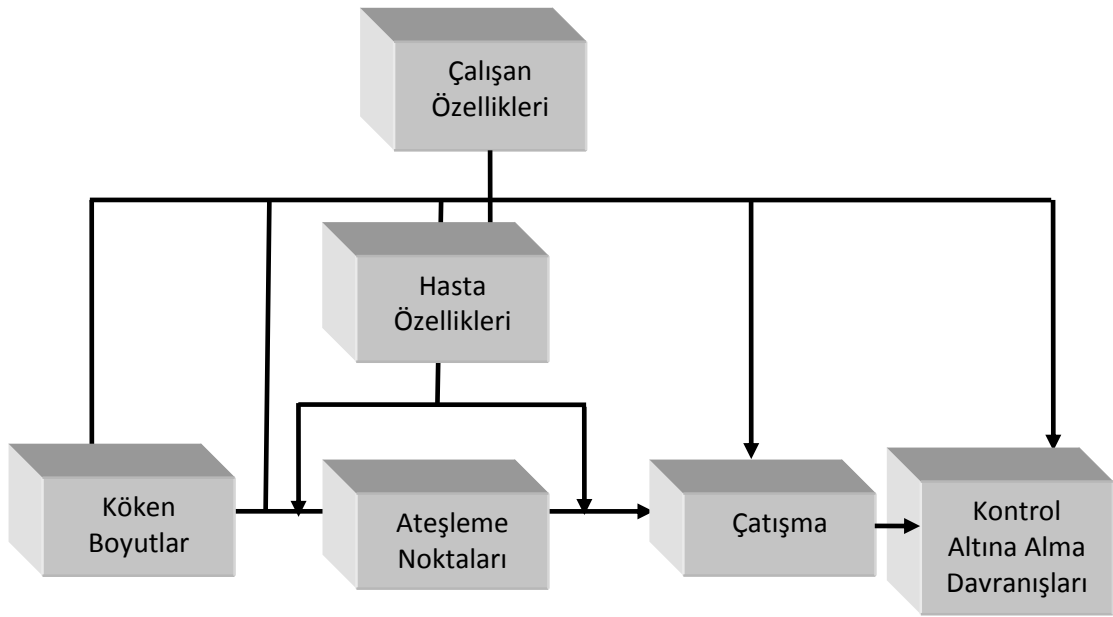 Çalışan
Özellikleri
Hasta
Özellikleri
Köken
Boyutlar
Ateşleme
Noktaları
Çatışma
Kontrol
Altına Alma
Davranışları